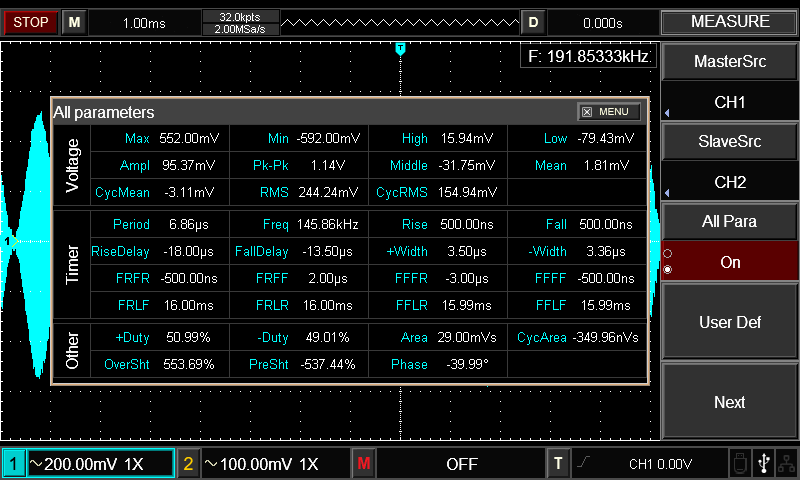 STOP M 1.00ms 32.0kpts D 0.000s MEASURE
2.00MSa/s
T
F: 191.85333kHz
MasterSrc
CH1
SlaveSrc
CH2
All Para
On
User Def
Next
All parameters MENU
Voltage
Max 552.00mV Min -592.00mV High 15.94mV Low -79.43mV
Ampl 95.37mV Pk-Pk 1.14V Middle -31.75mV Mean 1.81mV
CycMean -3.11mV RMS 244.24mV CycRMS 154.94mV
Timer
Period 6.86µs Freq 145.86kHz Rise 500.00ns Fall 500.00ns
RiseDelay -18.00µs FallDelay -13.50µs +Width 3.50µs -Width 3.36µs
FRFR -500.00ns FRFF 2.00µs FFFR -3.00µs FFFF -500.00ns
FRLF 16.00ms FRLR 16.00ms FFLR 15.99ms FFLF 15.99ms
Other
+Duty 50.99% -Duty 49.01% Area 29.00mVs CycArea -349.96nVs
OverSht 553.69% PreSht -537.44% Phase -39.99°
1
1 ~200.00mV 1X 2 ~100.00mV 1X M OFF T CH1 0.00V